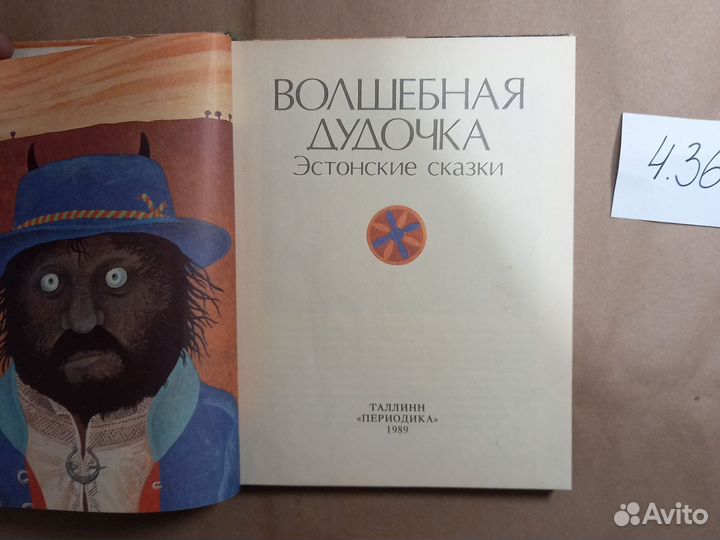 ВОЛШЕБНАЯ
ДУДОЧКА
Эстонские сказки
ТАЛЛИНН
«ПЕРИОДИКА»
1989
4.36
Avito